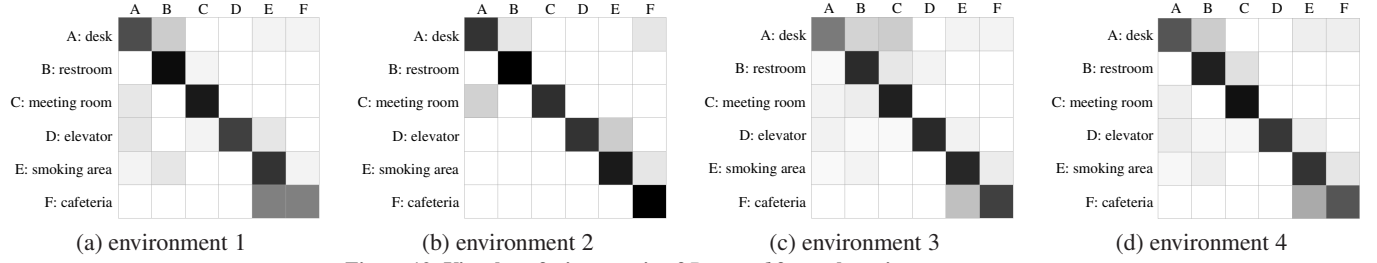 A B C D E F
A: desk
B: restroom
C: meeting room
D: elevator
E: smoking area
F: cafeteria
(a) environment 1
A B C D E F
A: desk
B: restroom
C: meeting room
D: elevator
E: smoking area
F: cafeteria
(b) environment 2
A B C D E F
A: desk
B: restroom
C: meeting room
D: elevator
E: smoking area
F: cafeteria
(c) environment 3
A B C D E F
A: desk
B: restroom
C: meeting room
D: elevator
E: smoking area
F: cafeteria
(d) environment 4